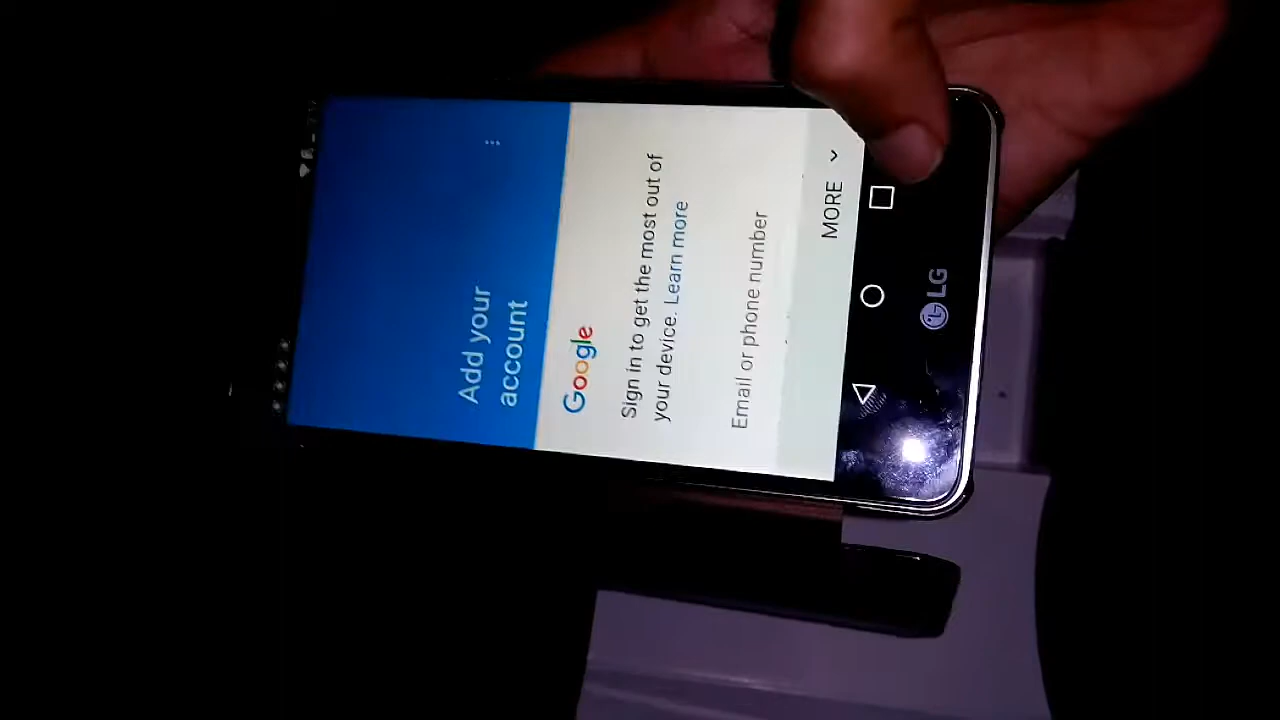 Add your
account
Google
Sign in to get the most out of
your device. Learn more
Email or phone number
MORE
LG